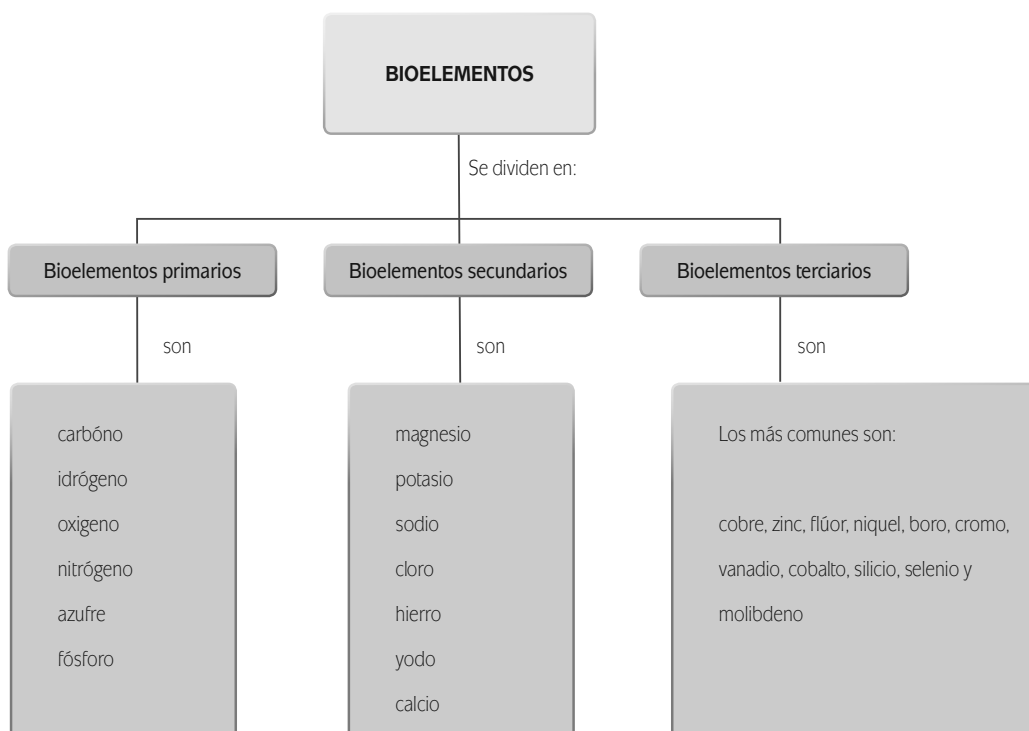 BIOELEMENTOS
Se dividen en:
Bioelementos primarios
Bioelementos secundarios
Bioelementos terciarios
son
son
son
carbóno
idrógeno
oxigeno
nitrógeno
azufre
fósforo
magnesio
potasio
sodio
cloro
hierro
yodo
calcio
Los más comunes son:
cobre, zinc, flúor, niquel, boro, cromo,
vanadio, cobalto, silicio, selenio y
molibdeno